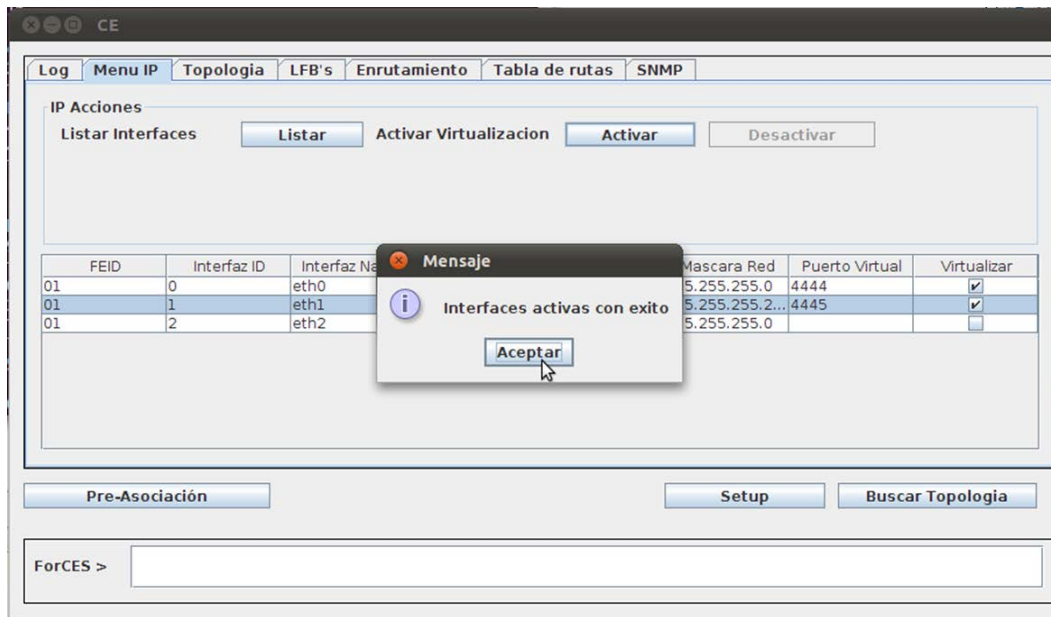 CE
Log Menu IP Topologia LFB's Enrutamiento Tabla de rutas SNMP
IP Acciones
Listar Interfaces Listar Activar Virtualizacion Activar Desactivar
FEID Interfaz ID Interfaz Na Mascara Red Puerto Virtual Virtualizar
01 0 eth0 5.255.255.0 4444
01 1 eth1 5.255.255.2... 4445
01 2 eth2 5.255.255.0
Mensaje
Interfaces activas con exito
Aceptar
Pre-Asociación Setup Buscar Topologia
ForCES >